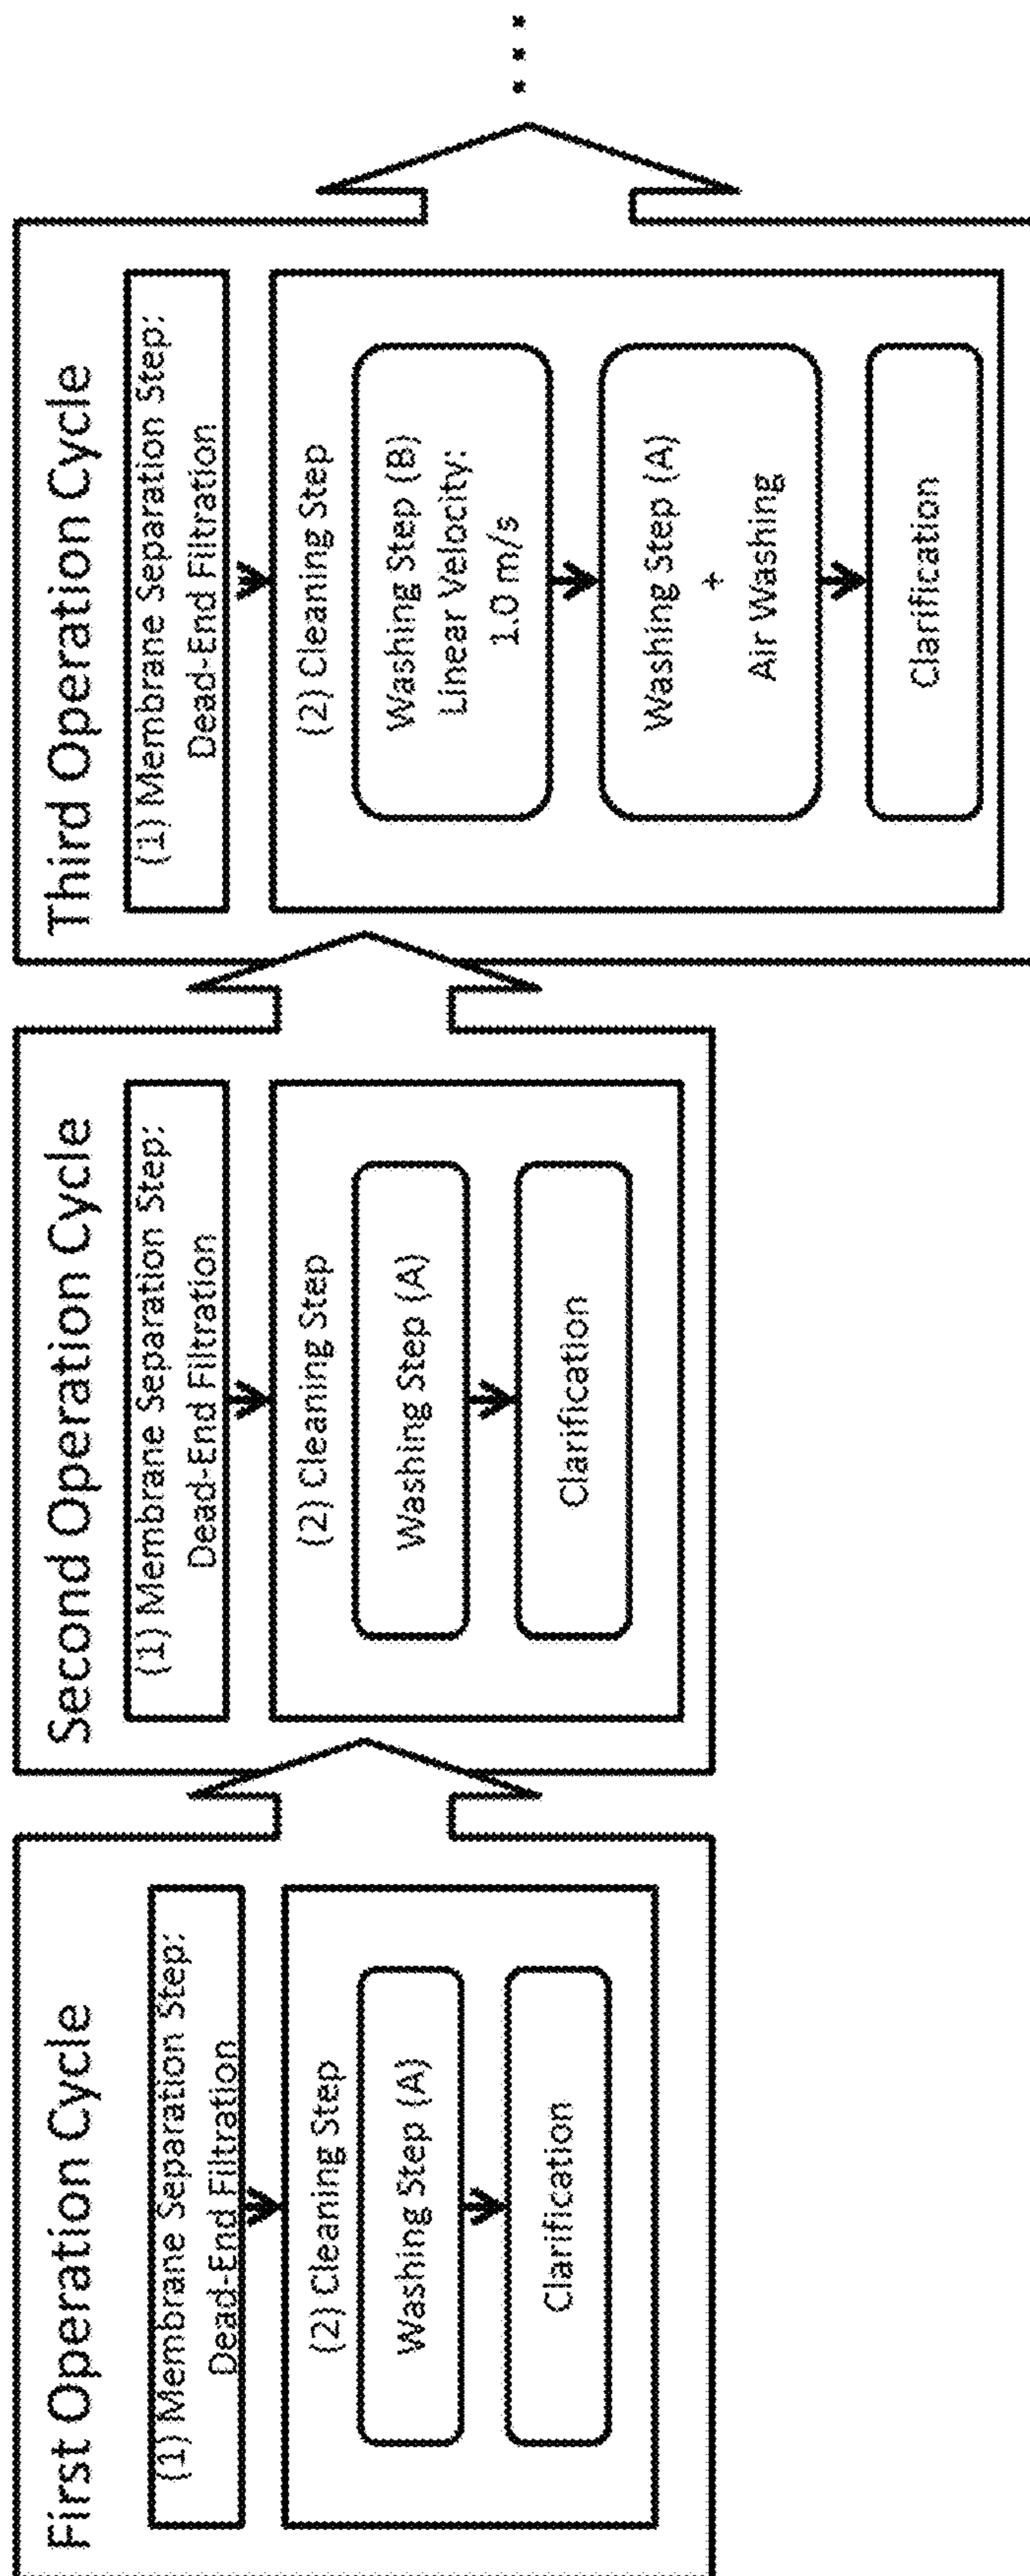 First Operation Cycle
(1) Membrane Separation Step:
Dead-End Filtration
(2) Cleaning Step
Washing Step (A)
Clarification
Second Operation Cycle
(1) Membrane Separation Step:
Dead-End Filtration
(2) Cleaning Step
Washing Step (A)
Clarification
Third Operation Cycle
(1) Membrane Separation Step:
Dead-End Filtration
(2) Cleaning Step
Washing Step (B)
Linear Velocity:
1.0 m/s
Washing Step (A)
+
Air Washing
Clarification
...